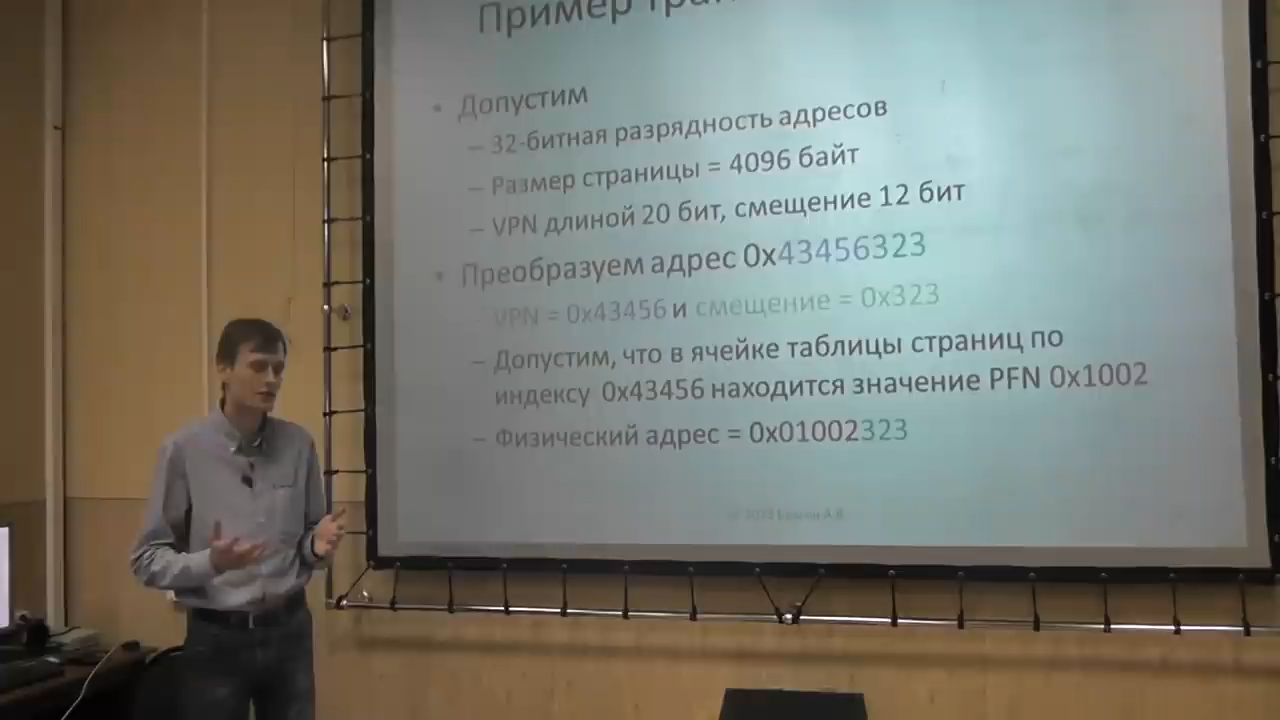 Пример
• Допустим
– 32-битная разрядность адресов
– Размер страницы = 4096 байт
– VPN длиной 20 бит, смещение 12 бит
• Преобразуем адрес 0x43456323
VPN = 0x43456 и смещение = 0x323
– Допустим, что в ячейке таблицы страниц по
индексу 0x43456 находится значение PFN 0x1002
– Физический адрес = 0x01002323